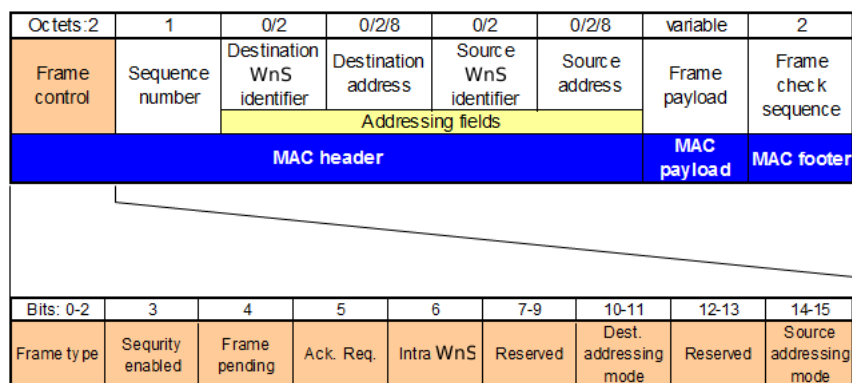 Octets:2 1 0/2 0/2/8 0/2 0/2/8 variable 2
Frame control
Sequence number
Destination WnS identifier
Destination address
Source WnS identifier
Source address
Frame payload
Frame check sequence
Addressing fields
MAC header
MAC payload
MAC footer
Bits: 0-2 3 4 5 6 7-9 10-11 12-13 14-15
Frame type
Sequrity enabled
Frame pending
Ack. Req.
Intra WnS
Reserved
Dest. addressing mode
Reserved
Source addressing mode